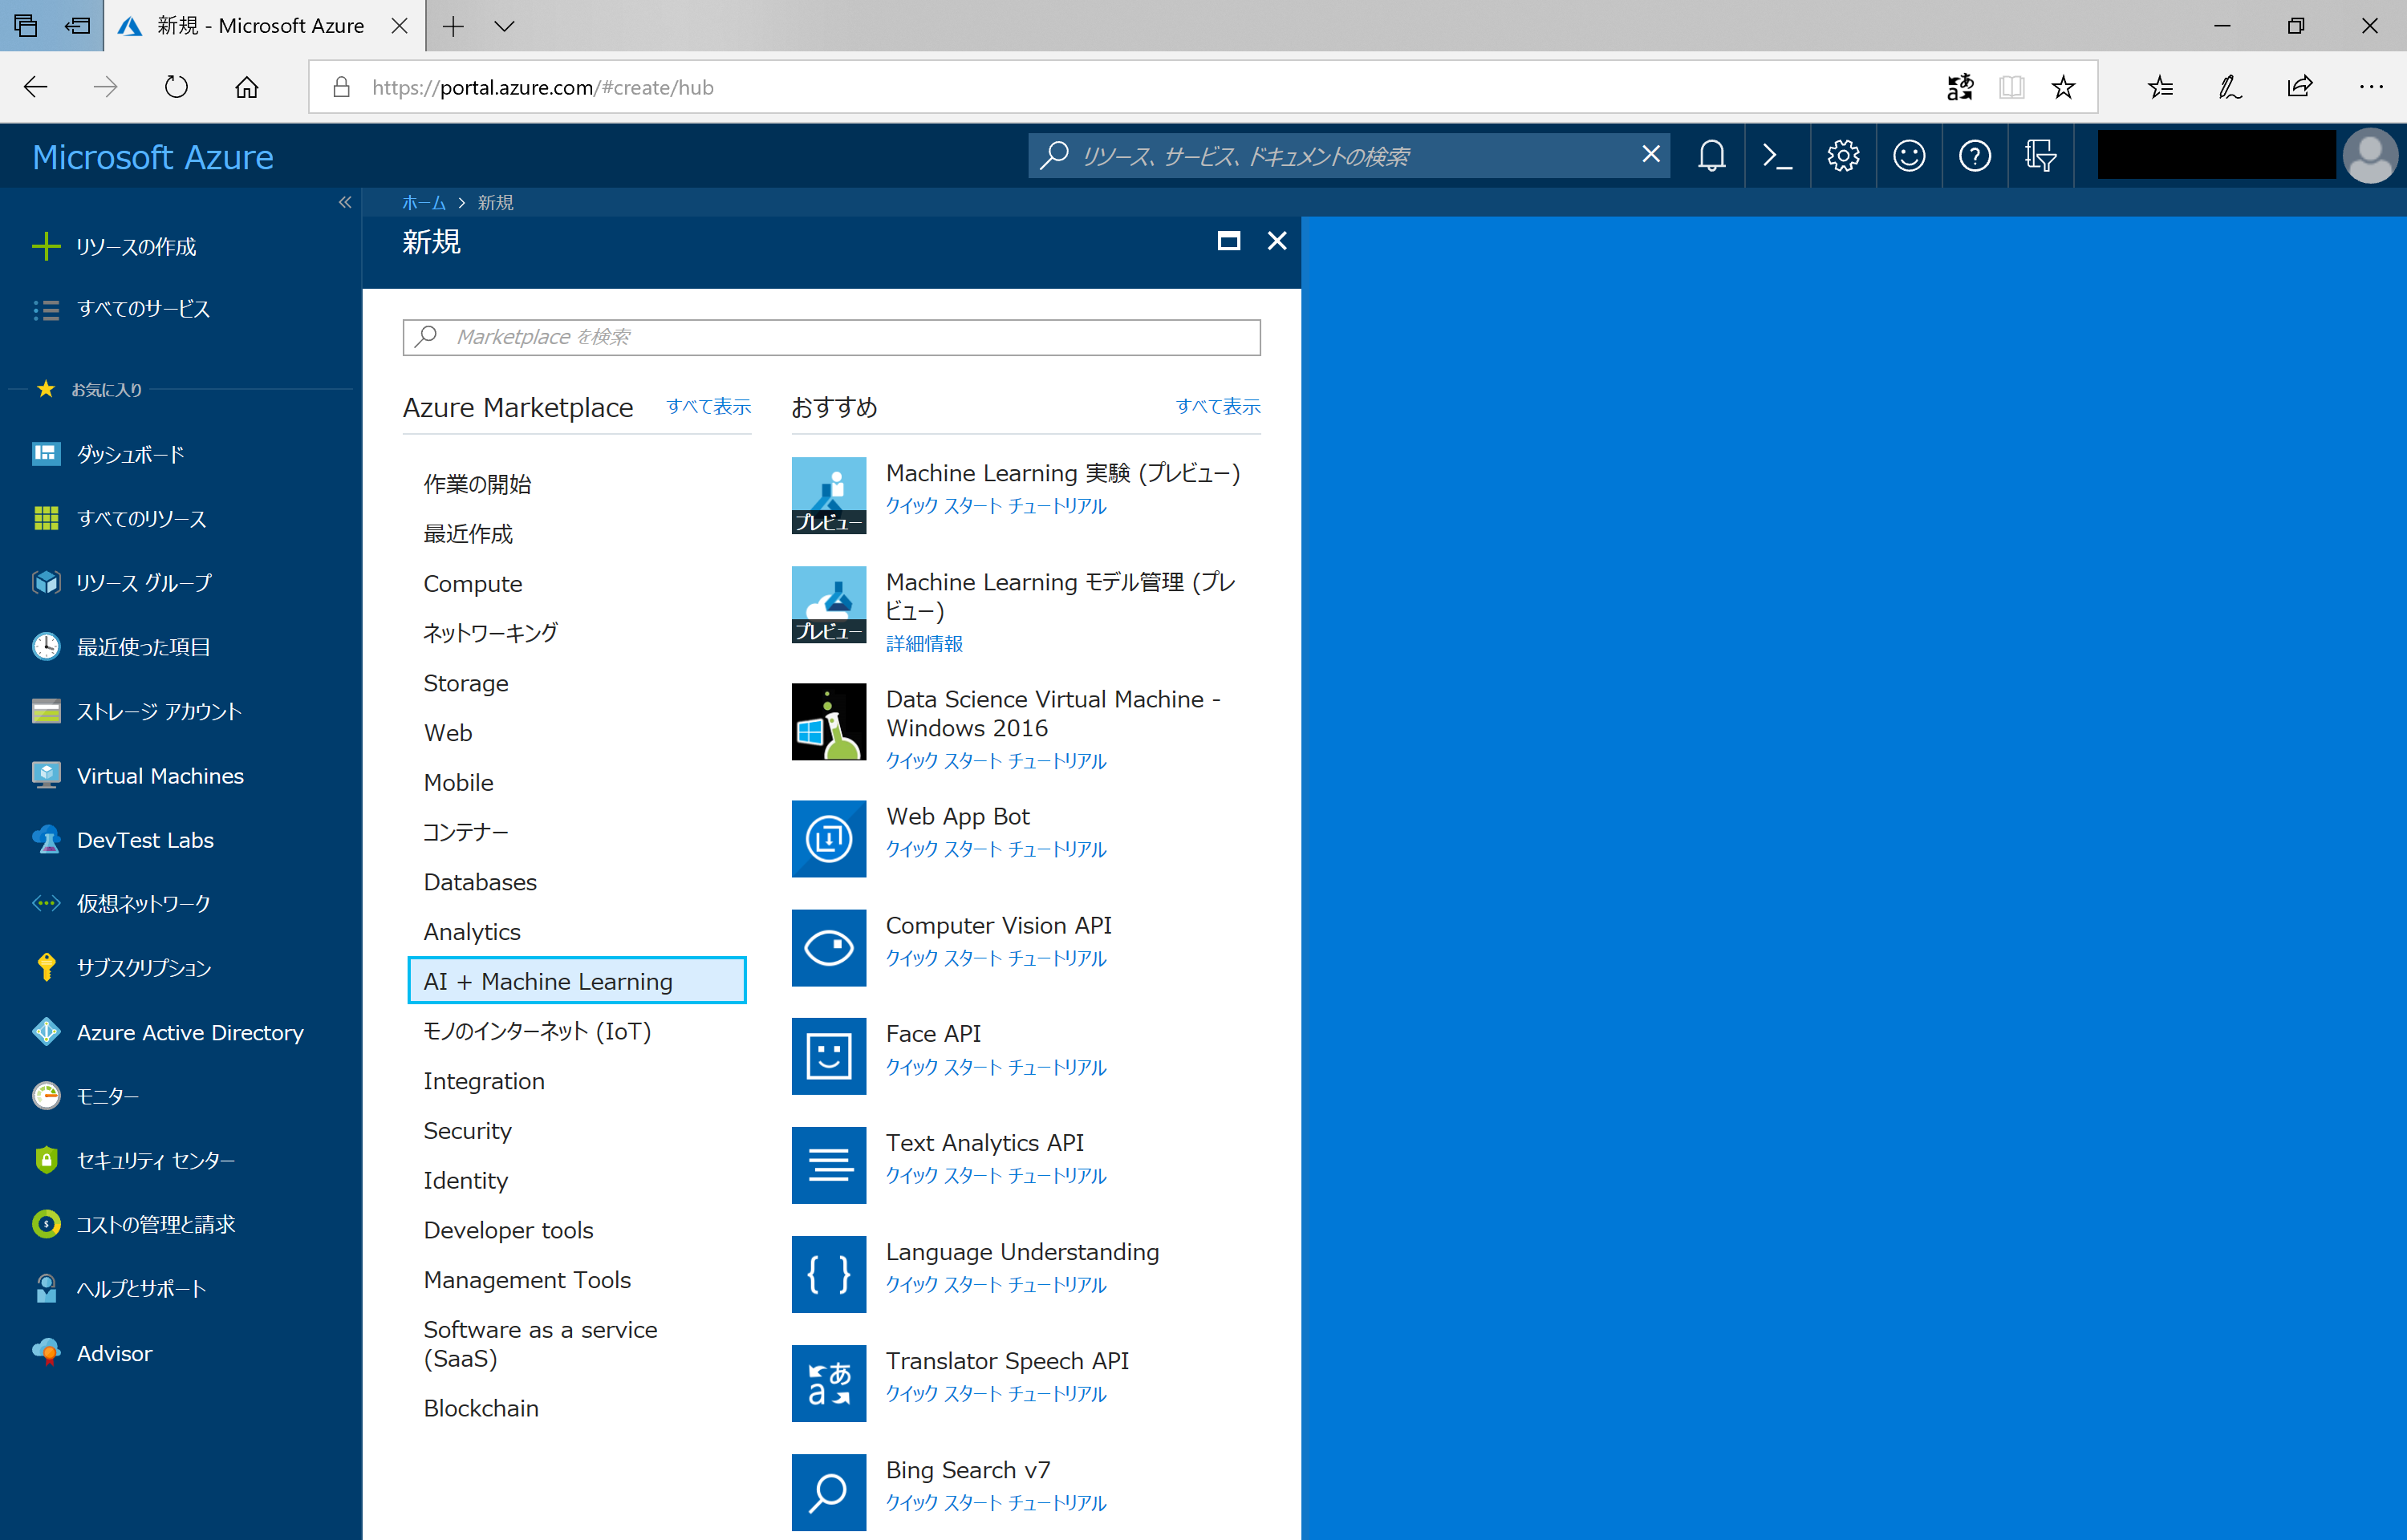 新規 - Microsoft Azure
https://portal.azure.com/#create/hub
Microsoft Azure
リソース、サービス、ドキュメントの検索
リソースの作成
すべてのサービス
お気に入り
ダッシュボード
すべてのリソース
リソース グループ
最近使った項目
ストレージ アカウント
Virtual Machines
DevTest Labs
仮想ネットワーク
サブスクリプション
Azure Active Directory
モニター
セキュリティ センター
コストの管理と請求
ヘルプとサポート
Advisor
ホーム > 新規
新規
Marketplace を検索
Azure Marketplace すべて表示
作業の開始
最近作成
Compute
ネットワーキング
Storage
Web
Mobile
コンテナー
Databases
Analytics
AI + Machine Learning
モノのインターネット (IoT)
Integration
Security
Identity
Developer tools
Management Tools
Software as a service
(SaaS)
Blockchain
おすすめ すべて表示
プレビュー
Machine Learning 実験 (プレビュー)
クイック スタート チュートリアル
プレビュー
Machine Learning モデル管理 (プレ
ビュー)
詳細情報
Data Science Virtual Machine -
Windows 2016
クイック スタート チュートリアル
Web App Bot
クイック スタート チュートリアル
Computer Vision API
クイック スタート チュートリアル
Face API
クイック スタート チュートリアル
Text Analytics API
クイック スタート チュートリアル
Language Understanding
クイック スタート チュートリアル
Translator Speech API
クイック スタート チュートリアル
Bing Search v7
クイック スタート チュートリアル